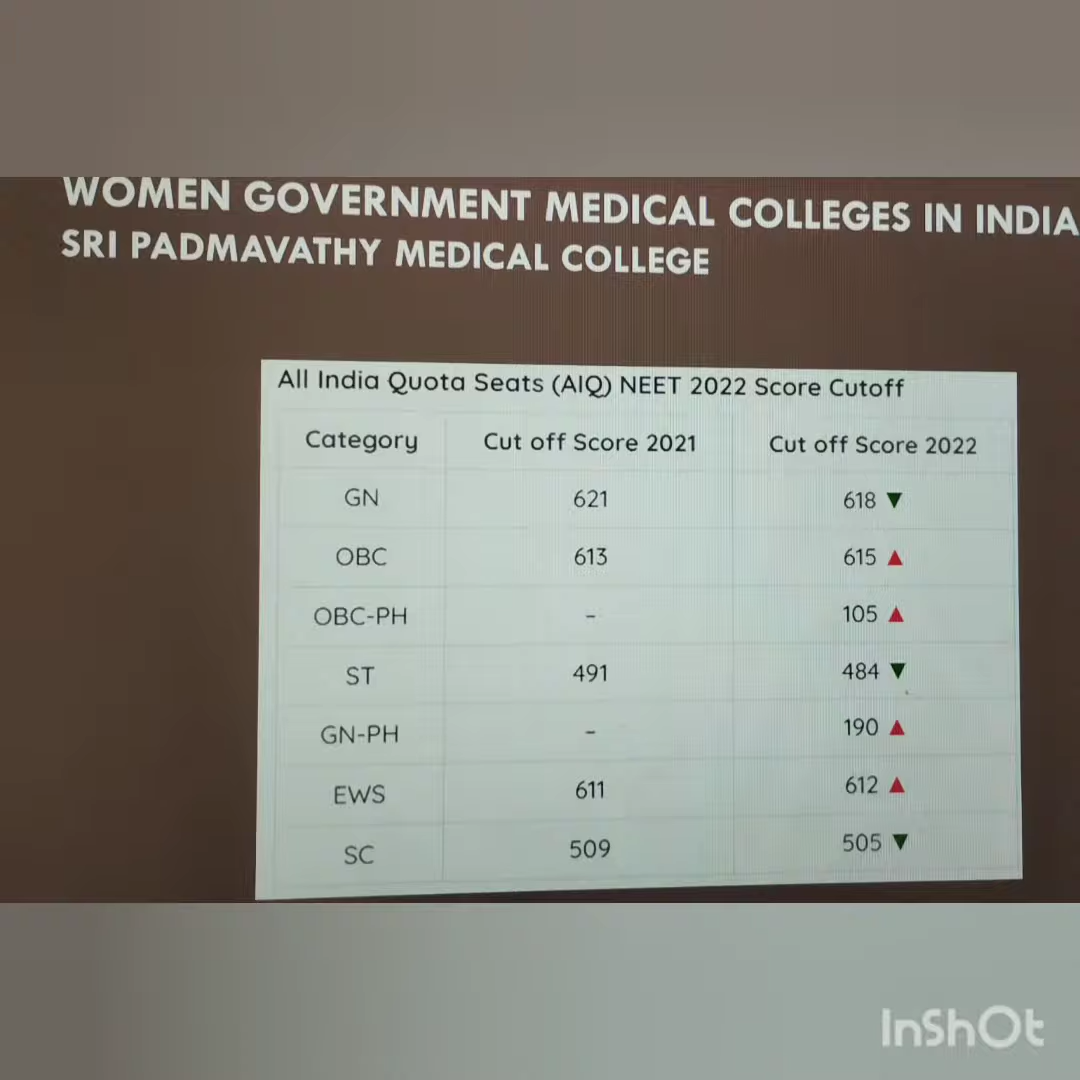 WOMEN GOVERNMENT MEDICAL COLLEGES IN INDIA
SRI PADMAVATHY MEDICAL COLLEGE
All India Quota Seats (AIQ) NEET 2022 Score Cutoff
Category Cut off Score 2021 Cut off Score 2022
GN 621 618 ▼
OBC 613 615 ▲
OBC-PH - 105 ▲
ST 491 484 ▼
GN-PH - 190 ▲
EWS 611 612 ▲
SC 509 505 ▼
InShOt